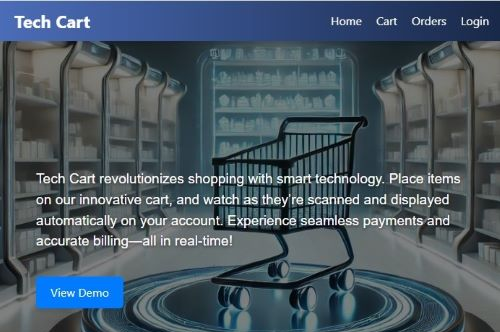 Tech Cart
Home Cart Orders Login
Tech Cart revolutionizes shopping with smart technology. Place items
on our innovative cart, and watch as they're scanned and displayed
automatically on your account. Experience seamless payments and
accurate billing—all in real-time!
View Demo